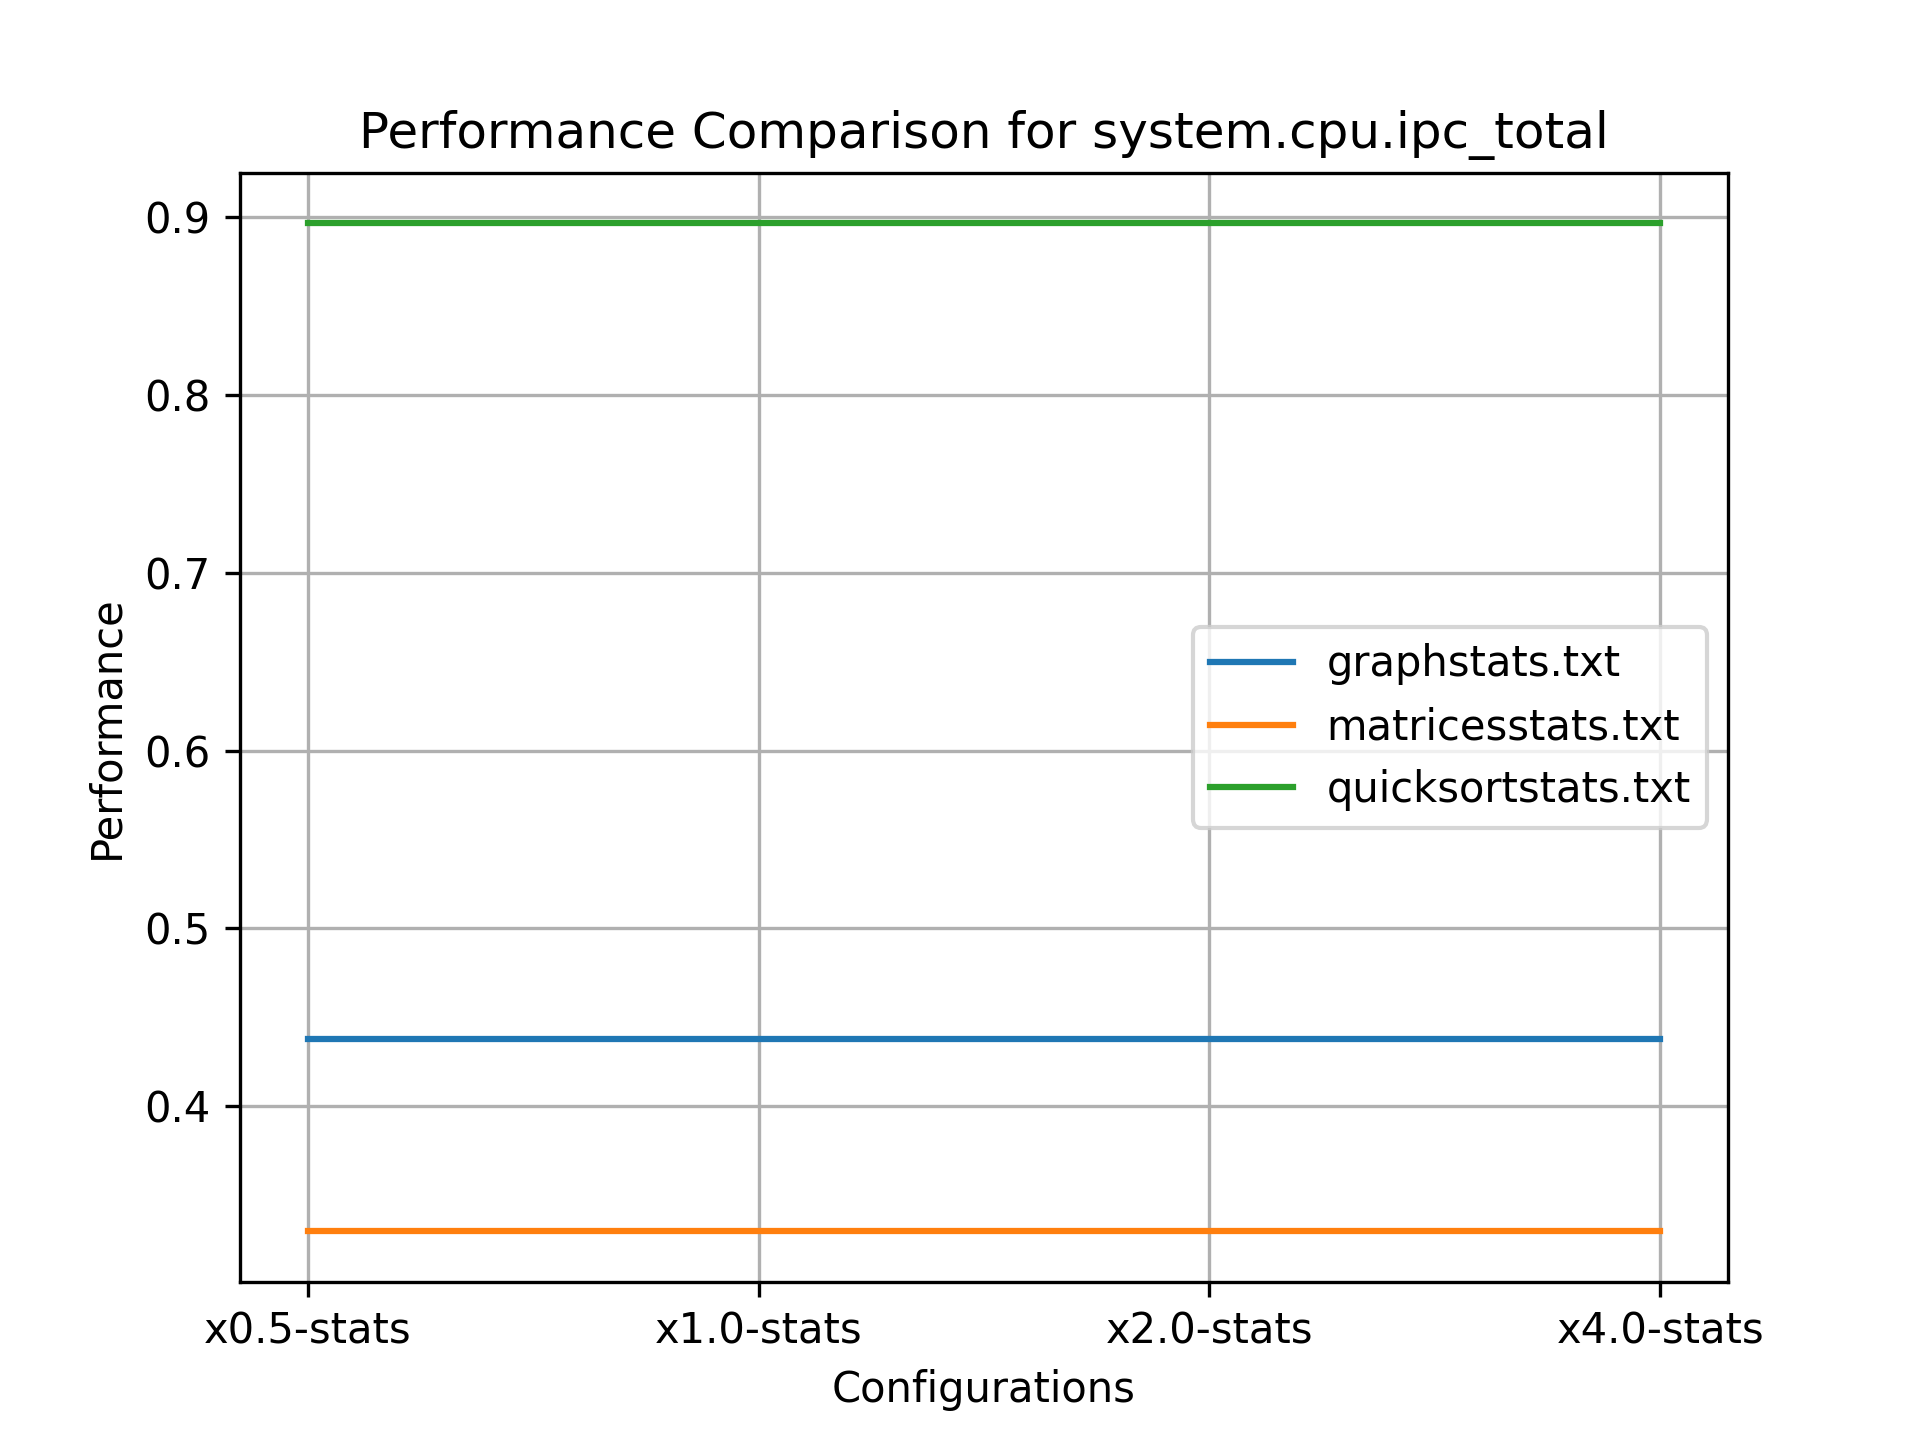 Performance Comparison for system.cpu.ipc_total
0.9
0.8
0.7
0.6
0.5
0.4
Performance
graphstats.txt
matricesstats.txt
quicksortstats.txt
x0.5-stats x1.0-stats x2.0-stats x4.0-stats
Configurations